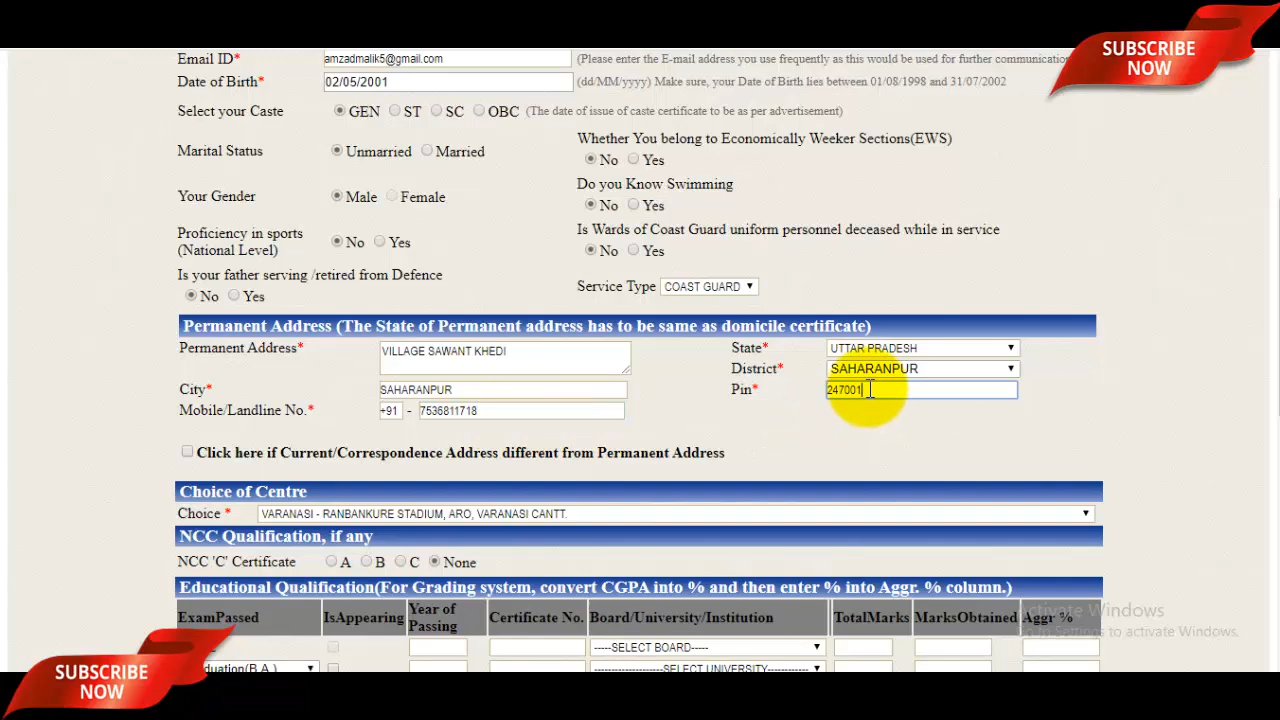 SUBSCRIBE
NOW
Email ID* amzadmalik5@gmail.com (Please enter the E-mail address you use frequently as this would be used for further communication
Date of Birth* 02/05/2001 (dd/MM/yyyy) Make sure, your Date of Birth lies between 01/08/1998 and 31/07/2002
Select your Caste GEN ST SC OBC (The date of issue of caste certificate to be as per advertisement)
Whether You belong to Economically Weeker Sections(EWS)
Marital Status Unmarried Married
No Yes
Do you Know Swimming
Your Gender Male Female
No Yes
Is Wards of Coast Guard uniform personnel deceased while in service
Proficiency in sports
(National Level) No Yes
No Yes
Is your father serving /retired from Defence
No Yes
Service Type COAST GUARD
Permanent Address (The State of Permanent address has to be same as domicile certificate)
Permanent Address* VILLAGE SAWANT KHEDI State* UTTAR PRADESH
District* SAHARANPUR
City* SAHARANPUR Pin* 247001
Mobile/Landline No.* +91 - 7536811718
Click here if Current/Correspondence Address different from Permanent Address
Choice of Centre
Choice * VARANASI - RANBANKURE STADIUM, ARO, VARANASI CANTT.
NCC Qualification, if any
NCC 'C' Certificate A B C None
Educational Qualification(For Grading system, convert CGPA into % and then enter % into Aggr. % column.)
ExamPassed IsAppearing Year of Passing Certificate No. Board/University/Institution TotalMarks MarksObtained Aggr %
-----SELECT BOARD-----
duation(B.A.) --------------------SELECT UNIVERSITY------------
Activate Windows
Go to Settings to activate Windows.
SUBSCRIBE
NOW